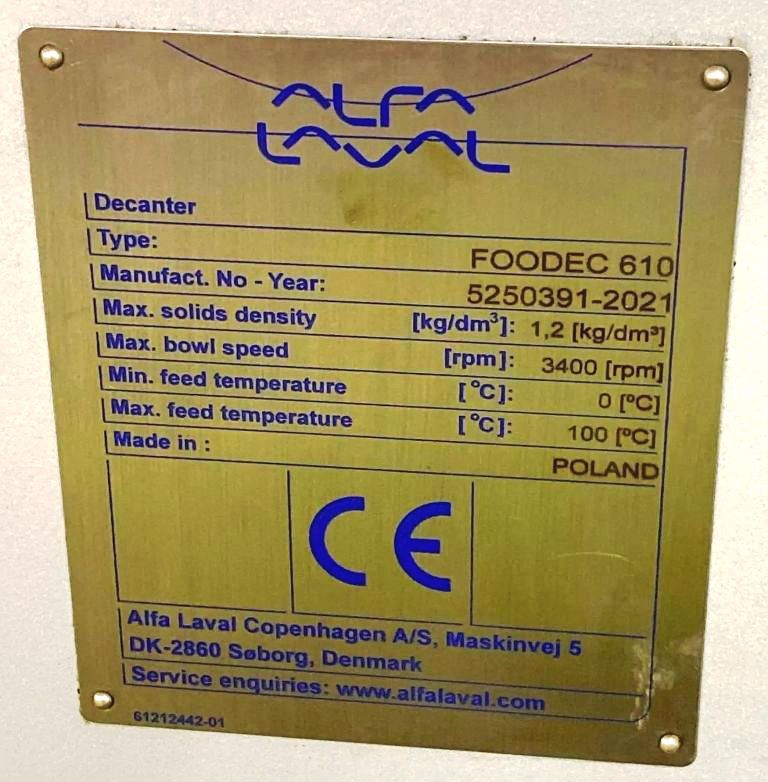 ALFA
LAVAL
Decanter
Type: FOODEC 610
Manufact. No - Year: 5250391-2021
Max. solids density [kg/dm³]: 1,2 [kg/dm³]
Max. bowl speed [rpm]: 3400 [rpm]
Min. feed temperature [°C]: 0 [ºC]
Max. feed temperature [°C]: 100 [ºC]
Made in : POLAND
CE
Alfa Laval Copenhagen A/S, Maskinvej 5
DK-2860 Søborg, Denmark
Service enquiries: www.alfalaval.com
61212442-01